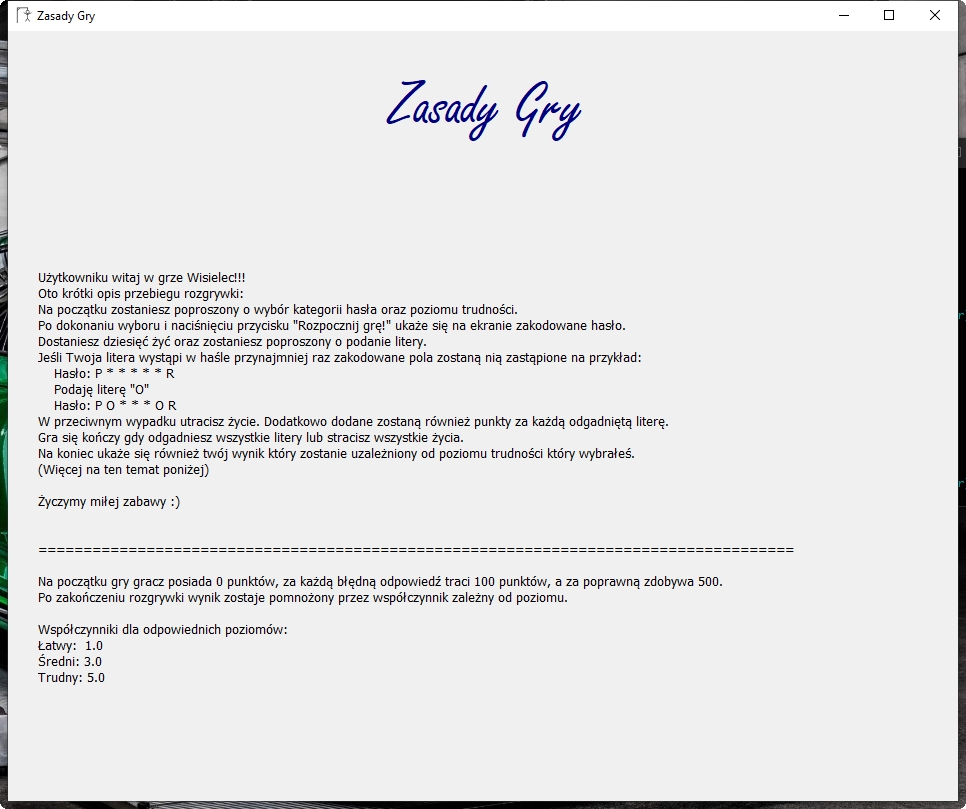 Zasady Gry
Zasady Gry
Użytkowniku witaj w grze Wisielec!!!
Oto krótki opis przebiegu rozgrywki:
Na początku zostaniesz poproszony o wybór kategorii hasła oraz poziomu trudności.
Po dokonaniu wyboru i naciśnięciu przycisku "Rozpocznij grę!" ukaże się na ekranie zakodowane hasło.
Dostaniesz dziesięć żyć oraz zostaniesz poproszony o podanie litery.
Jeśli Twoja litera wystąpi w haśle przynajmniej raz zakodowane pola zostaną nią zastąpione na przykład:
Hasło: P * * * * * R
Podaję literę "O"
Hasło: P O * * * O R
W przeciwnym wypadku utracisz życie. Dodatkowo dodane zostaną również punkty za każdą odgadniętą literę.
Gra się kończy gdy odgadniesz wszystkie litery lub stracisz wszystkie życia.
Na koniec ukaże się również twój wynik który zostanie uzależniony od poziomu trudności który wybrałeś.
(Więcej na ten temat poniżej)
Życzymy miłej zabawy :)
====================================================================================
Na początku gry gracz posiada 0 punktów, za każdą błędną odpowiedź traci 100 punktów, a za poprawną zdobywa 500.
Po zakończeniu rozgrywki wynik zostaje pomnożony przez współczynnik zależny od poziomu.
Współczynniki dla odpowiednich poziomów:
Łatwy:  1.0
Średni: 3.0
Trudny: 5.0